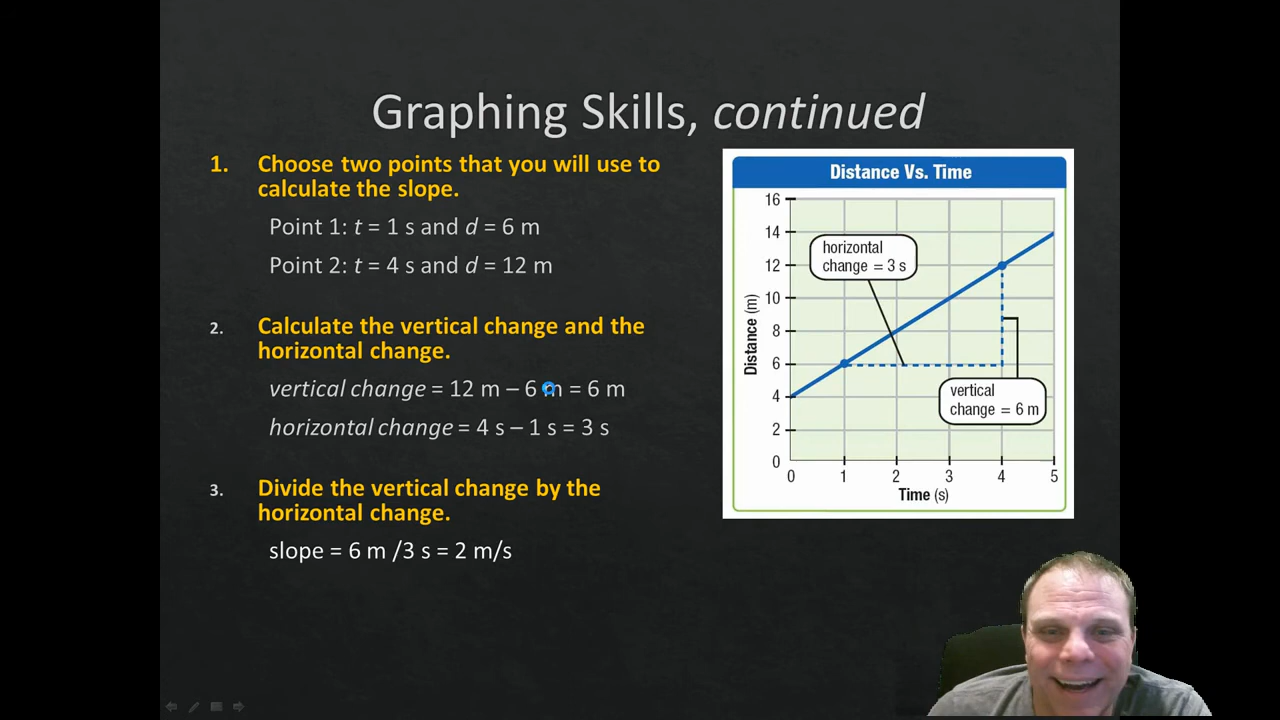 Graphing Skills, continued
1. Choose two points that you will use to
calculate the slope.
Point 1: t = 1 s and d = 6 m
Point 2: t = 4 s and d = 12 m
2. Calculate the vertical change and the
horizontal change.
vertical change = 12 m – 6 m = 6 m
horizontal change = 4 s – 1 s = 3 s
3. Divide the vertical change by the
horizontal change.
slope = 6 m /3 s = 2 m/s
Distance Vs. Time
16
14
12
10
8
6
4
2
0
Distance (m)
horizontal
change = 3 s
vertical
change = 6 m
0 1 2 3 4 5
Time (s)